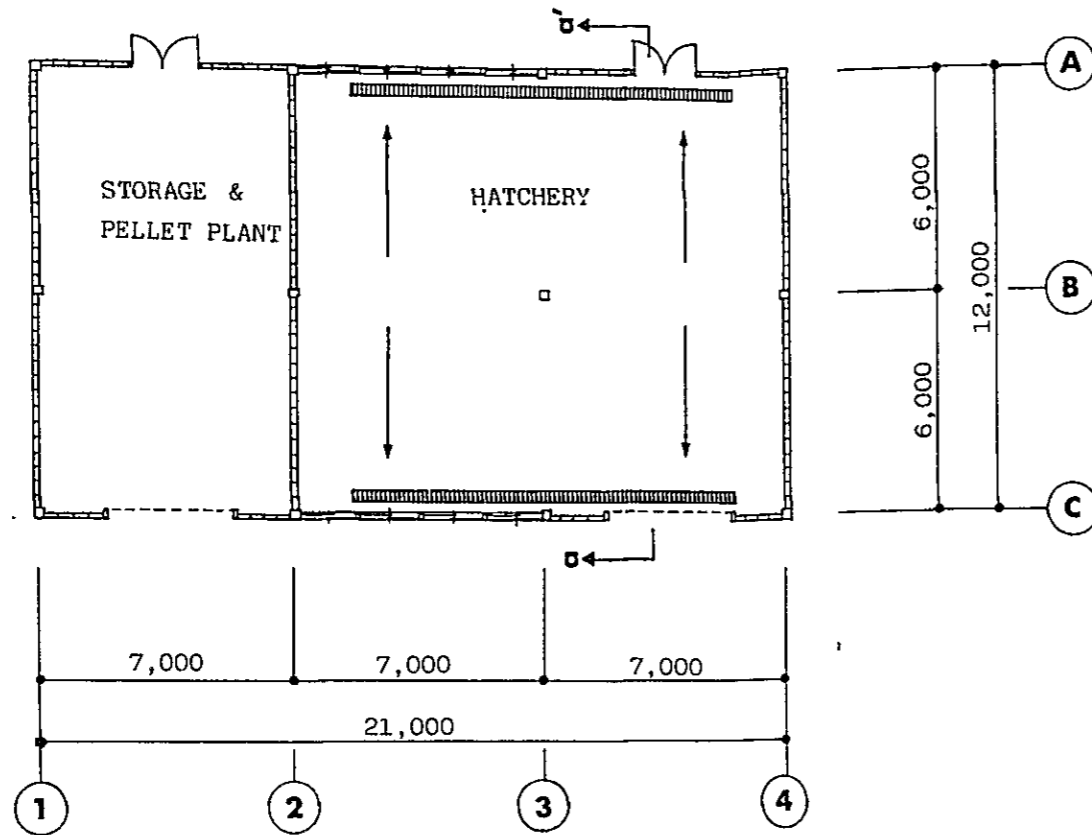 a'
A
STORAGE &
PELLET PLANT
HATCHERY
6,000
12,000
B
6,000
C
a
7,000
7,000
7,000
21,000
1
2
3
4